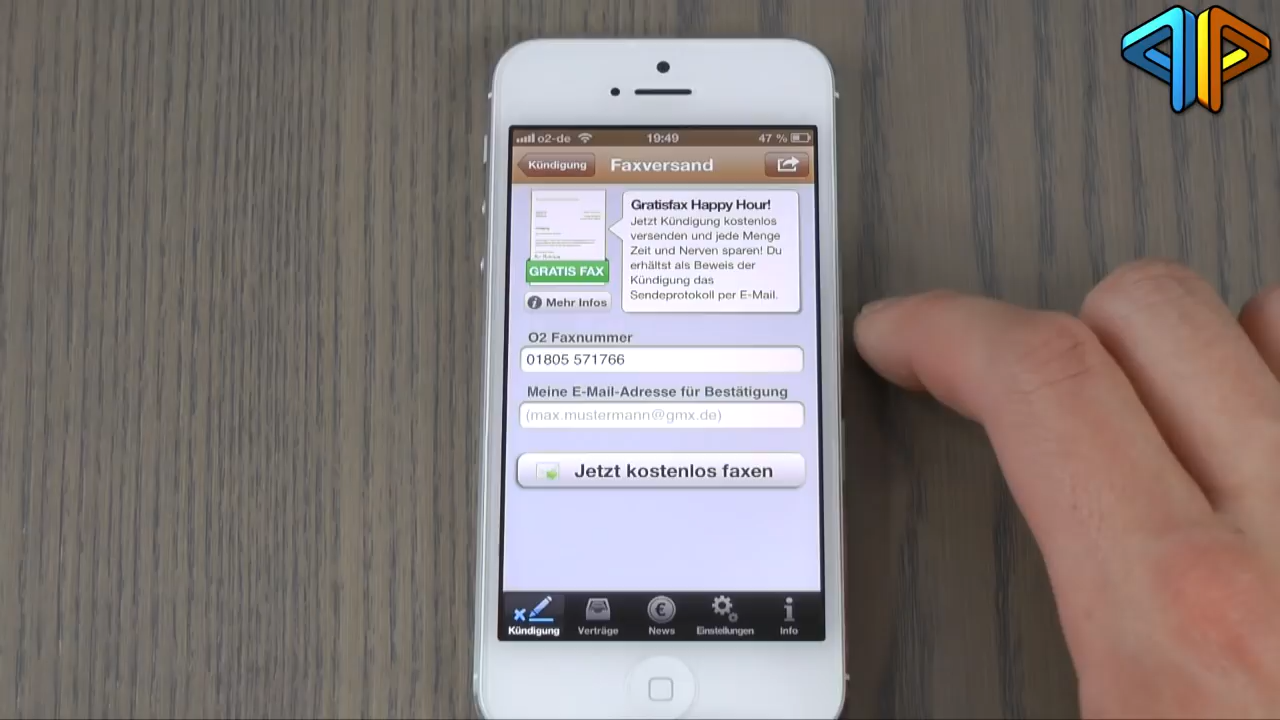 o2-de 19:49 47 %
Kündigung Faxversand
Gratisfax Happy Hour!
Jetzt Kündigung kostenlos
versenden und jede Menge
Zeit und Nerven sparen! Du
erhältst als Beweis der
Kündigung das
Sendeprotokoll per E-Mail.
GRATIS FAX
Mehr Infos
O2 Faxnummer
01805 571766
Meine E-Mail-Adresse für Bestätigung
(max.mustermann@gmx.de)
Jetzt kostenlos faxen
Kündigung Verträge News Einstellungen Info